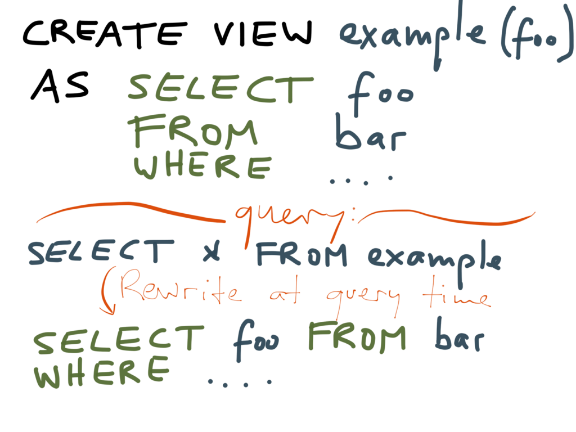 CREATE VIEW example (foo)
AS SELECT foo
FROM bar
WHERE ....
query:
SELECT * FROM example
Rewrite at query time
SELECT foo FROM bar
WHERE ....